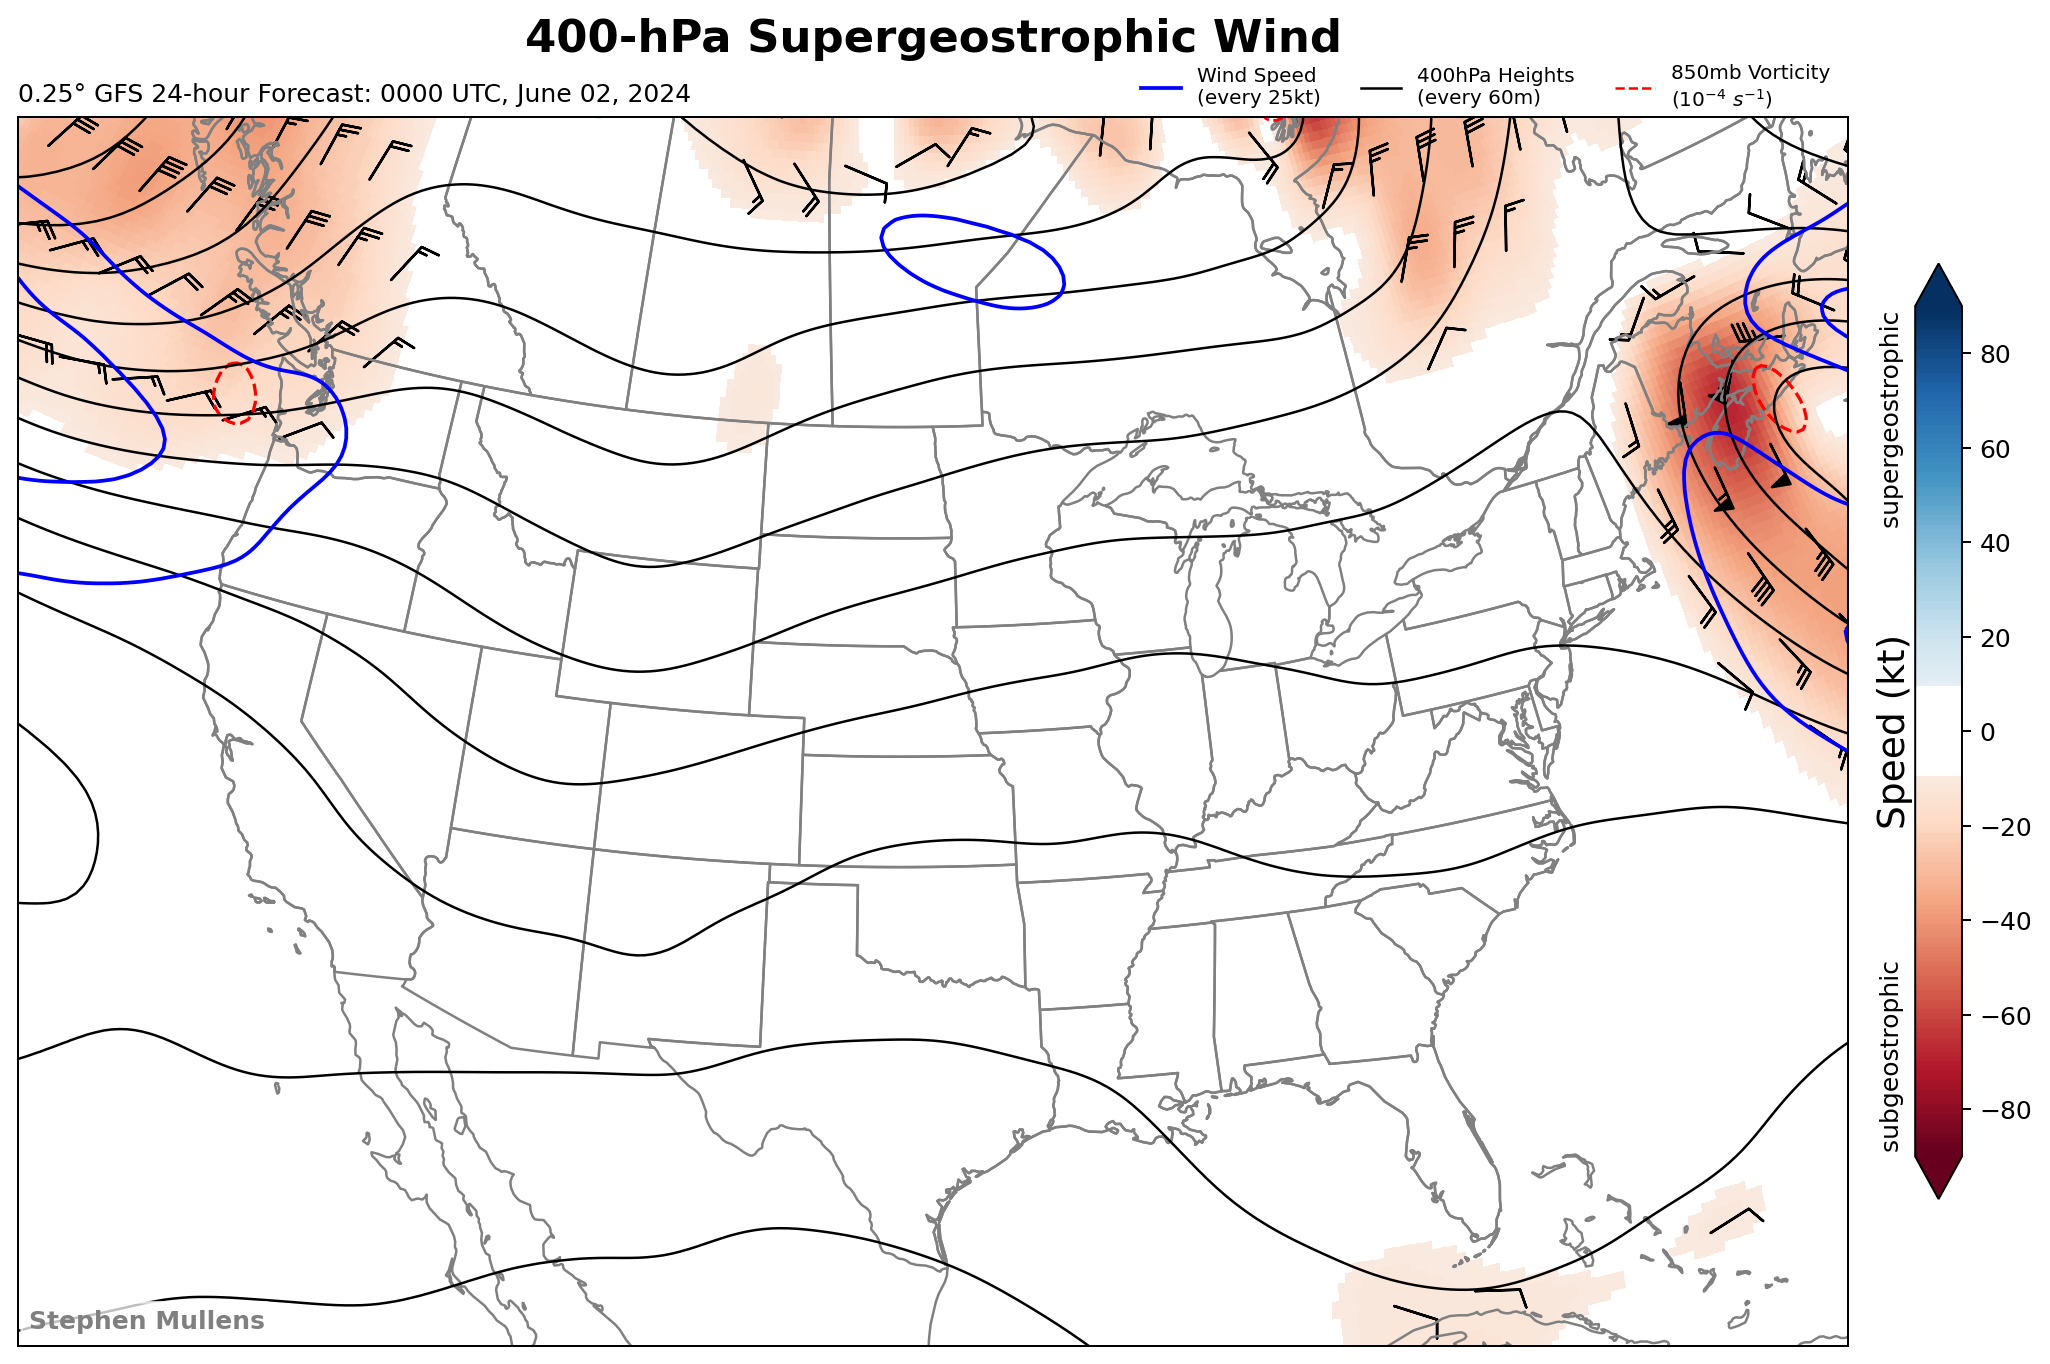 400-hPa Supergeostrophic Wind
0.25° GFS 24-hour Forecast: 0000 UTC, June 02, 2024
Wind Speed
(every 25kt)
400hPa Heights
(every 60m)
850mb Vorticity
(10⁻⁴ s⁻¹)
supergeostrophic
Speed (kt)
subgeostrophic
80
60
40
20
0
−20
−40
−60
−80
Stephen Mullens